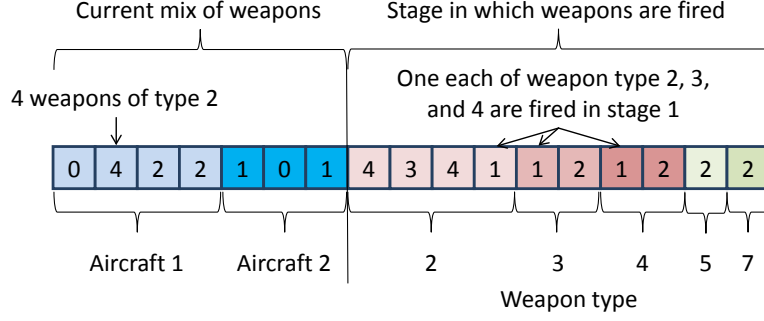 Current mix of weapons
Stage in which weapons are fired
4 weapons of type 2
One each of weapon type 2, 3,
and 4 are fired in stage 1
0 4 2 2 1 0 1 4 3 4 1 1 2 1 2 2 2
Aircraft 1 Aircraft 2 2 3 4 5 7
Weapon type